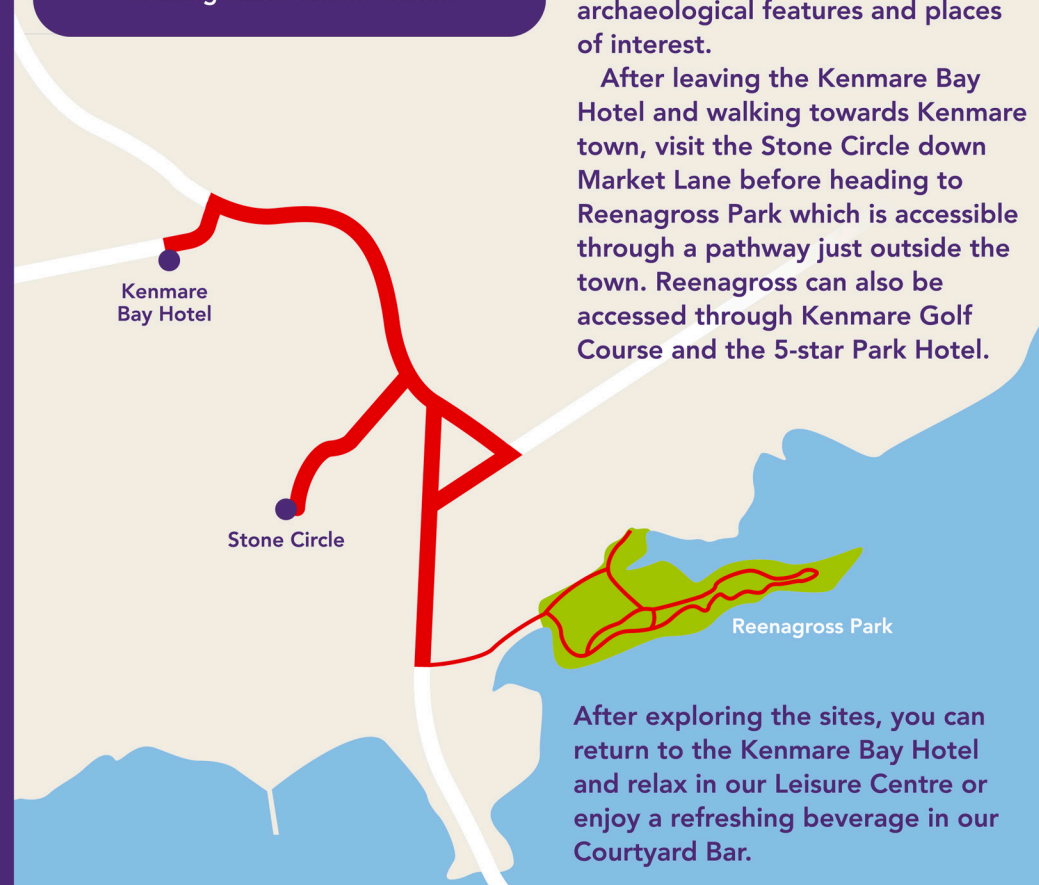 archaeological features and places
of interest.
After leaving the Kenmare Bay
Hotel and walking towards Kenmare
town, visit the Stone Circle down
Market Lane before heading to
Reenagross Park which is accessible
through a pathway just outside the
town. Reenagross can also be
accessed through Kenmare Golf
Course and the 5-star Park Hotel.
Kenmare
Bay Hotel
Stone Circle
Reenagross Park
After exploring the sites, you can
return to the Kenmare Bay Hotel
and relax in our Leisure Centre or
enjoy a refreshing beverage in our
Courtyard Bar.